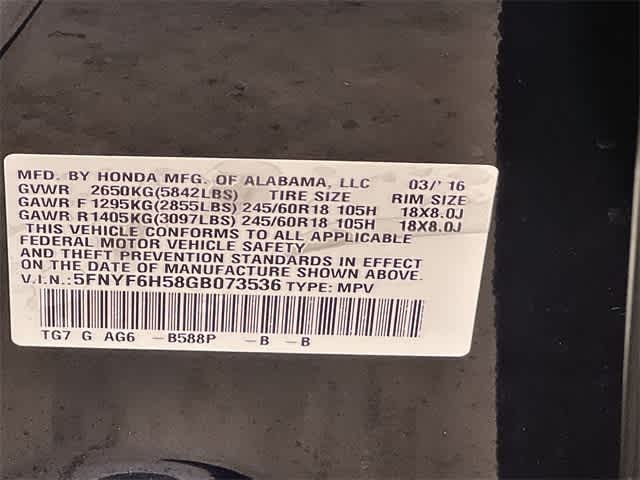 MFD. BY HONDA MFG. OF ALABAMA, LLC 03/'16
GVWR 2650KG(5842LBS) TIRE SIZE RIM SIZE
GAWR F 1295KG(2855LBS) 245/60R18 105H 18X8.0J
GAWR R1405KG(3097LBS) 245/60R18 105H 18X8.0J
THIS VEHICLE CONFORMS TO ALL APPLICABLE
FEDERAL MOTOR VEHICLE SAFETY
AND THEFT PREVENTION STANDARDS IN EFFECT
ON THE DATE OF MANUFACTURE SHOWN ABOVE.
V.I.N.:5FNYF6H58GB073536 TYPE: MPV
TG7 G AG6 -B588P -B -B